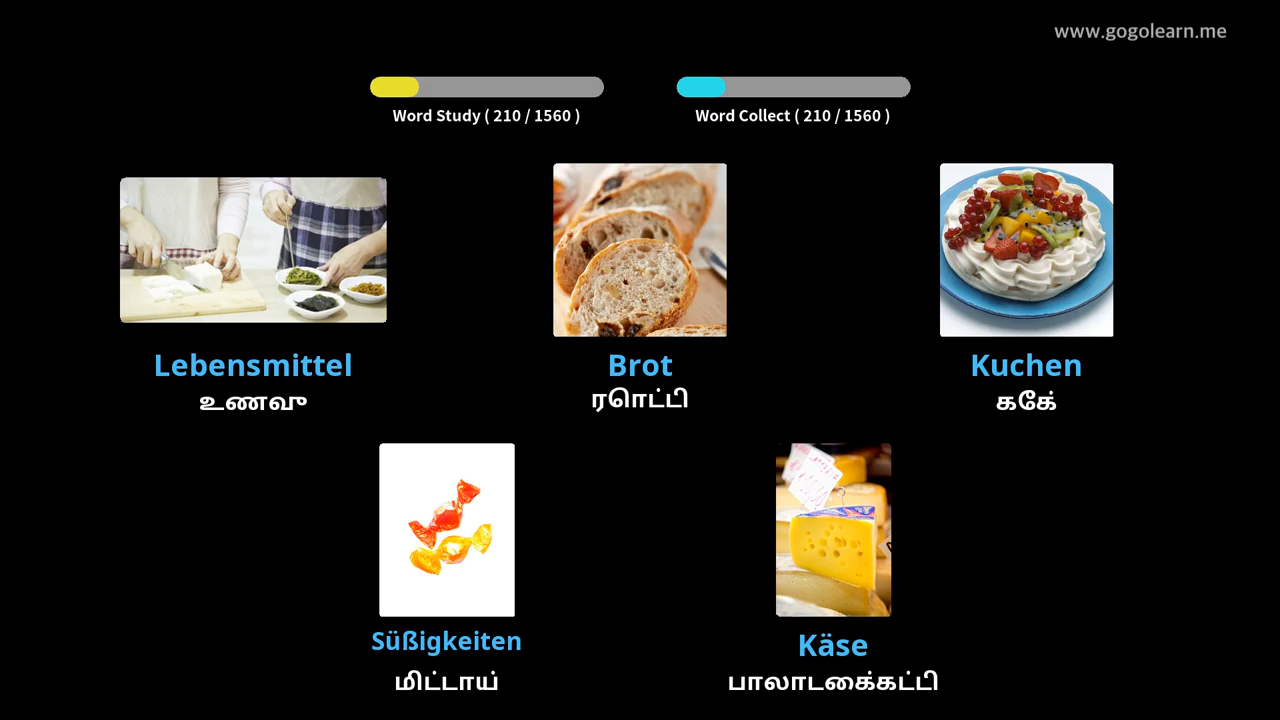 www.gogolearn.me
Word Study ( 210 / 1560 )
Word Collect ( 210 / 1560 )
Lebensmittel
உணவு
Brot
ரொட்டி
Kuchen
கேக்
Süßigkeiten
மிட்டாய்
Käse
பாலாடைக்கட்டி